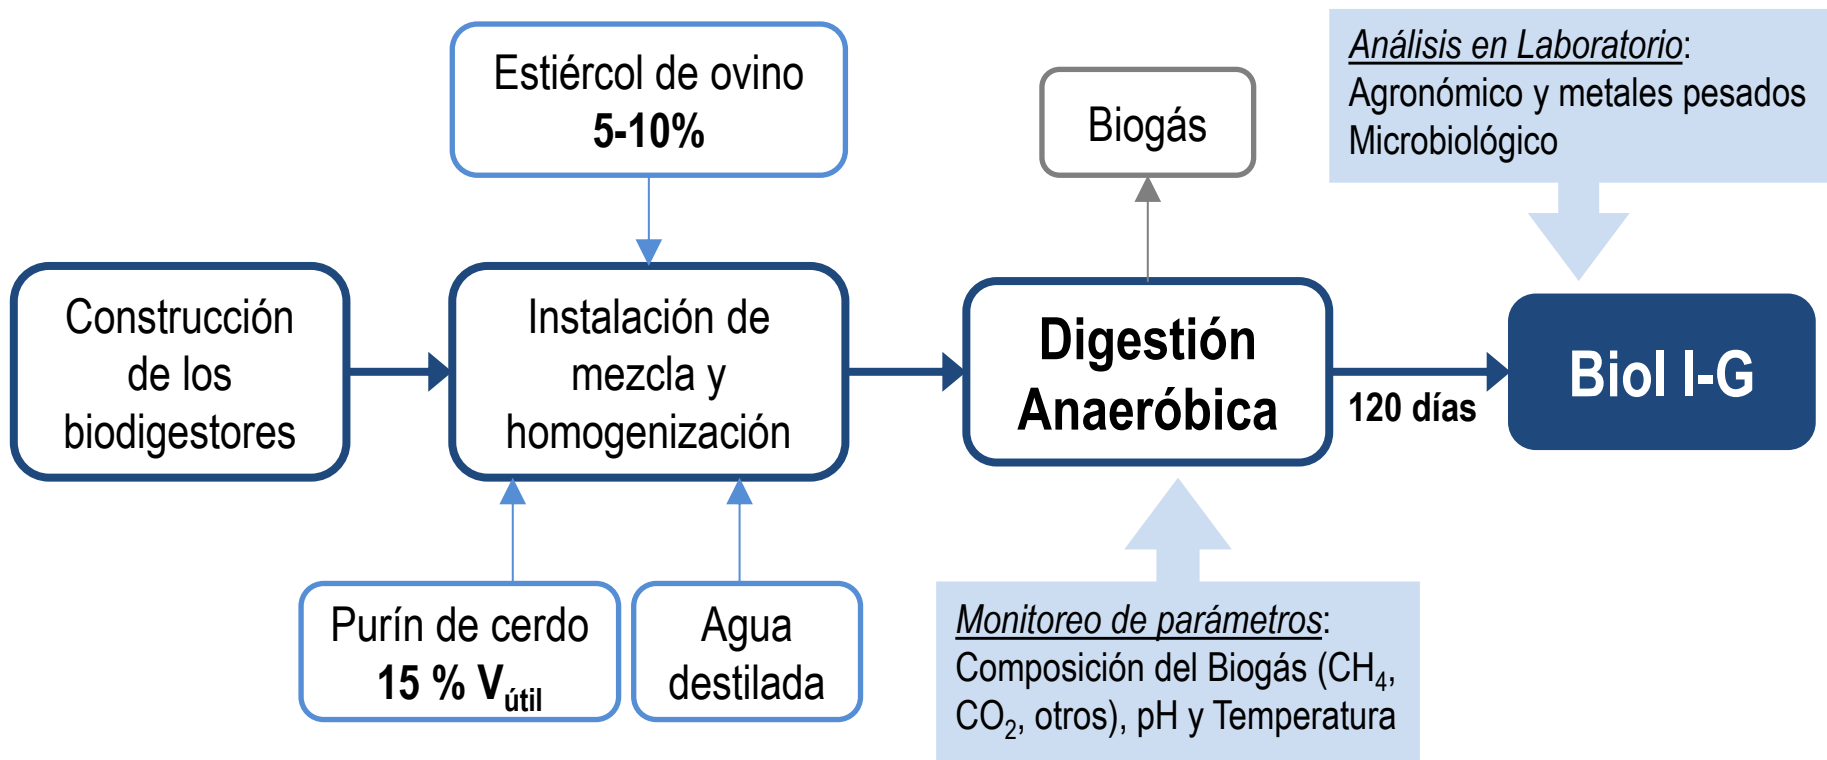 Estiércol de ovino
5-10%
Biogás
Análisis en Laboratorio:
Agronómico y metales pesados
Microbiológico
Construcción
de los
biodigestores
Instalación de
mezcla y
homogenización
Digestión
Anaeróbica
120 días
Biol I-G
Purín de cerdo
15 % Vútil
Agua
destilada
Monitoreo de parámetros:
Composición del Biogás (CH4,
CO2, otros), pH y Temperatura